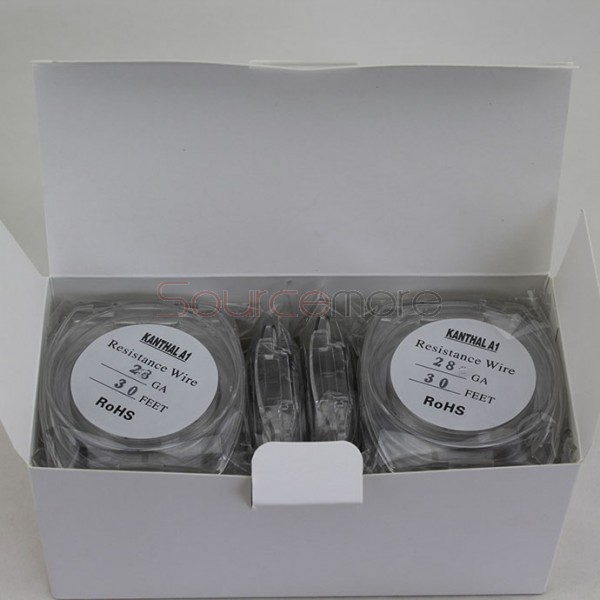 Sourcemore
KANTHAL A1
Resistance Wire
28 GA
30 FEET
RoHS
KANTHAL A1
Resistance Wire
28 GA
30 FEET
RoHS